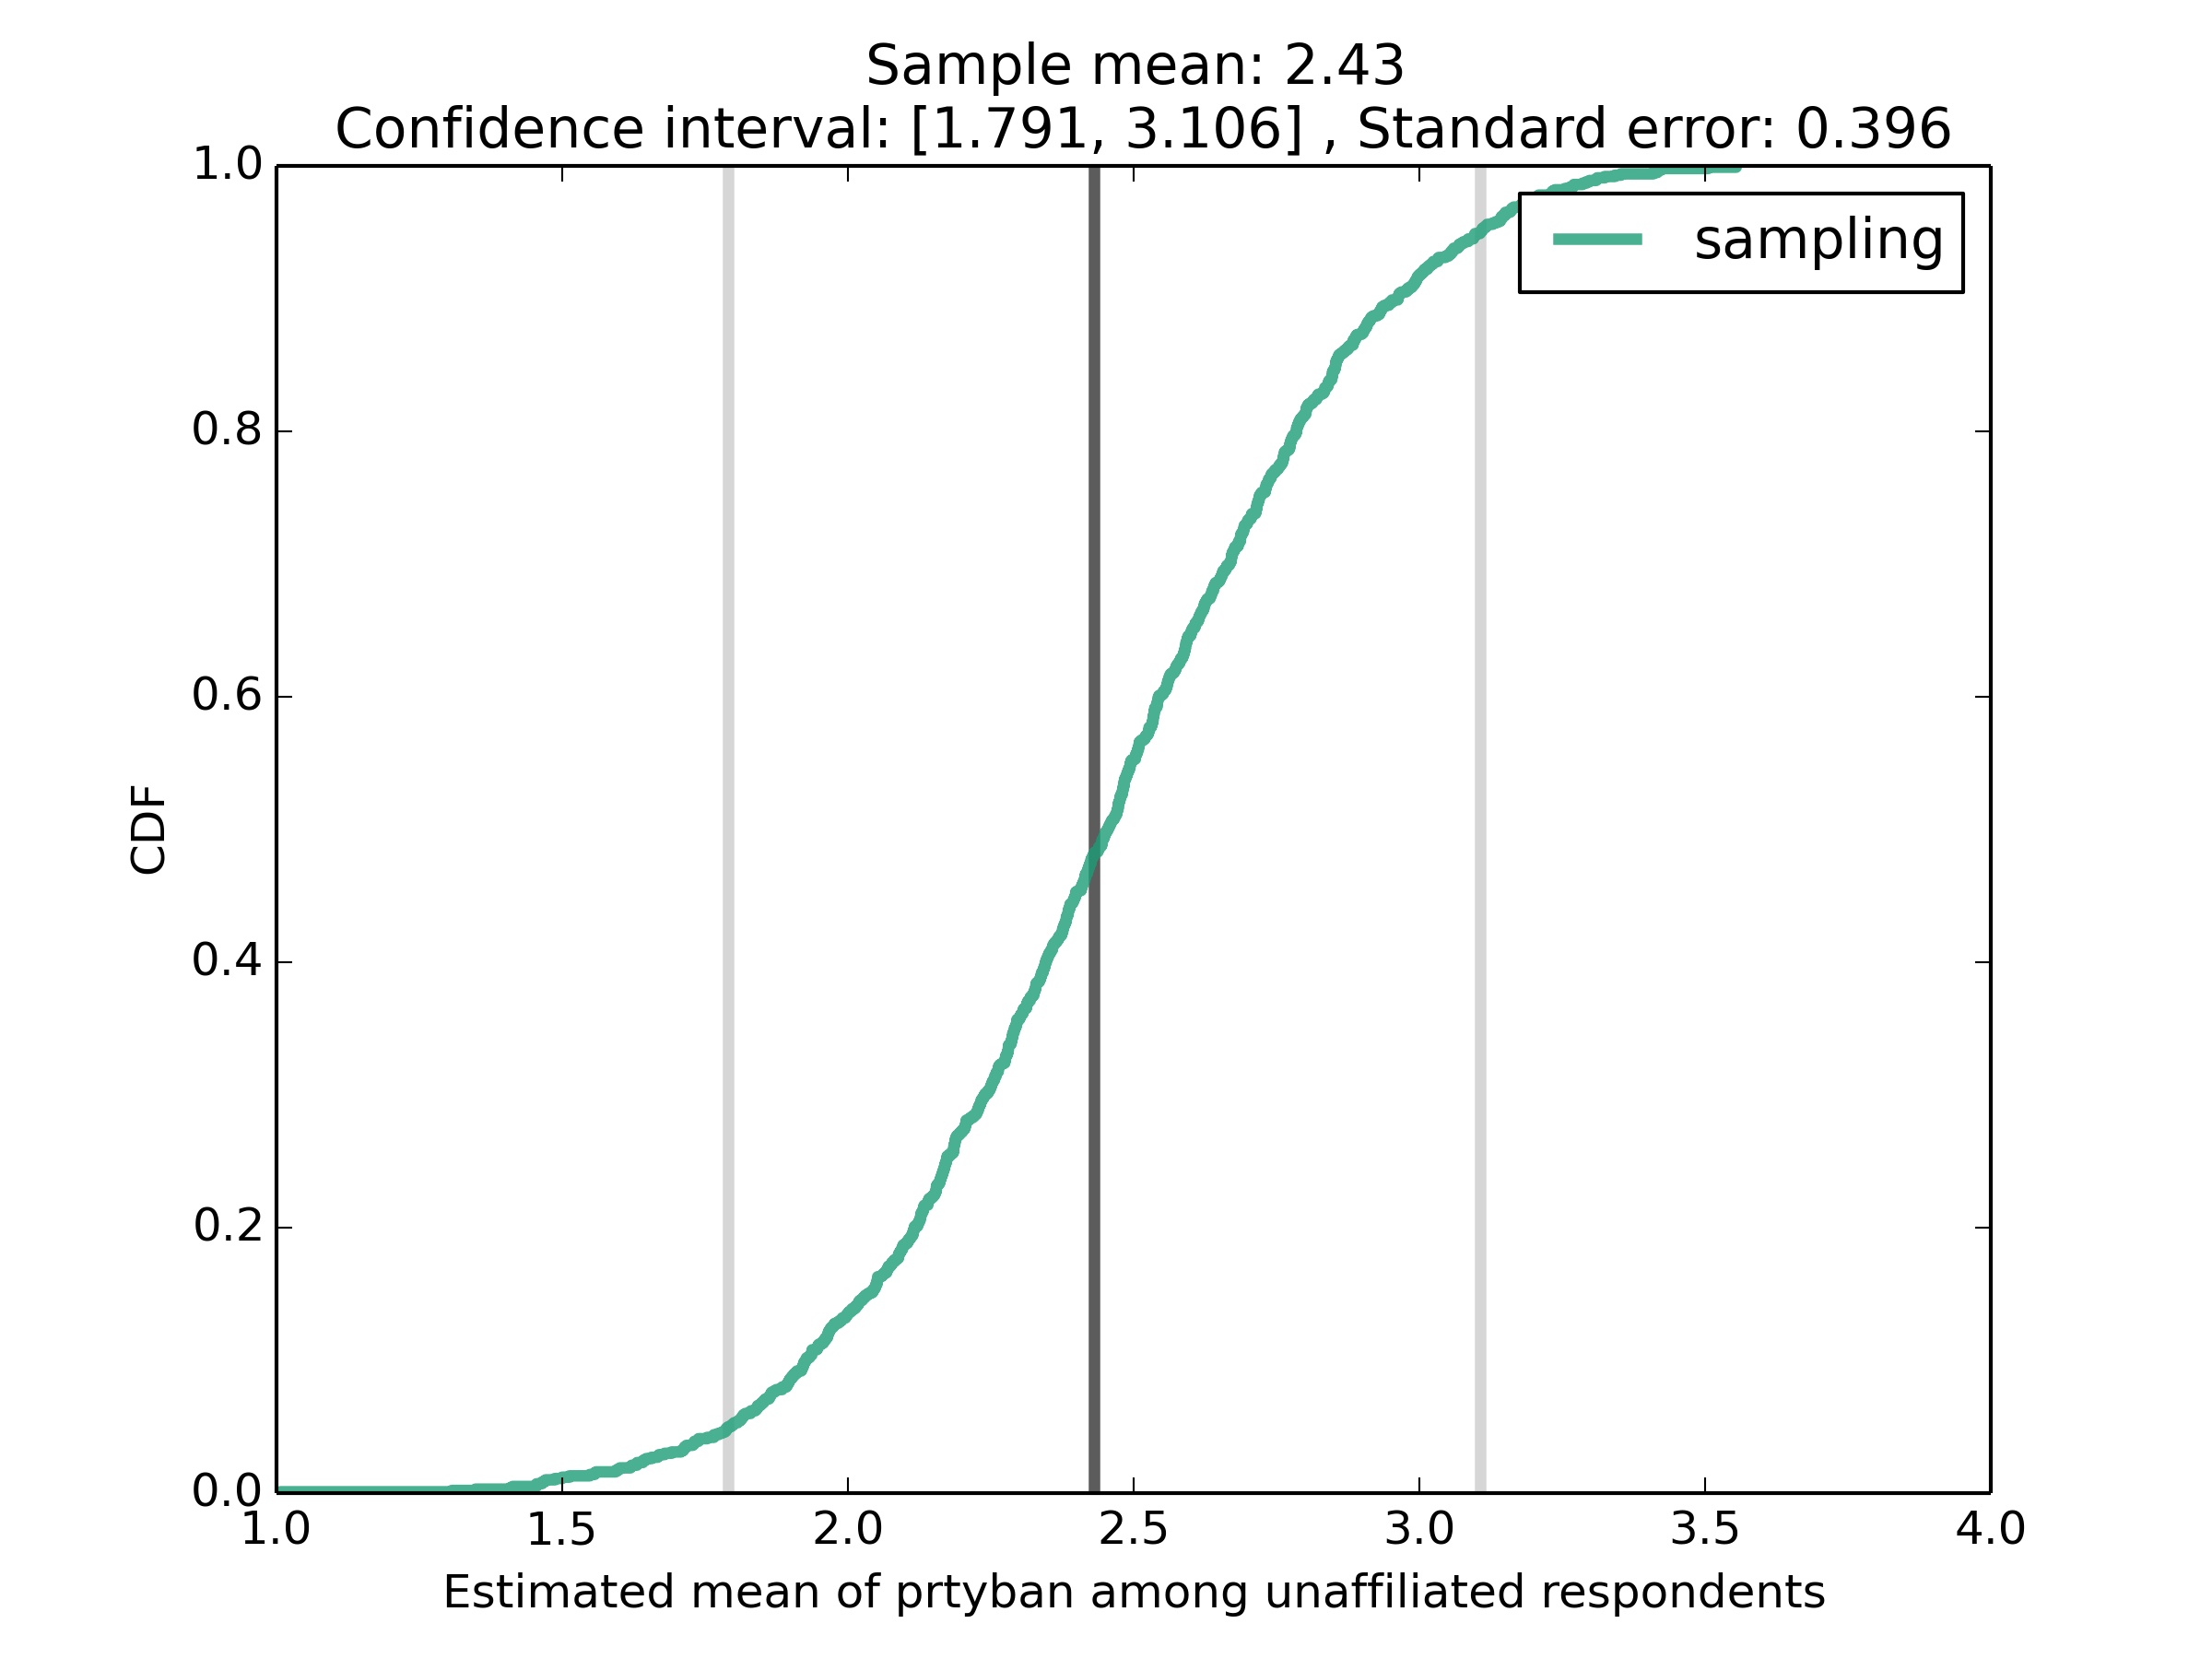 Sample mean: 2.43
Confidence interval: [1.791, 3.106] , Standard error: 0.396
1.0
0.8
0.6
0.4
0.2
0.0
CDF
sampling
1.0 1.5 2.0 2.5 3.0 3.5 4.0
Estimated mean of prtyban among unaffiliated respondents